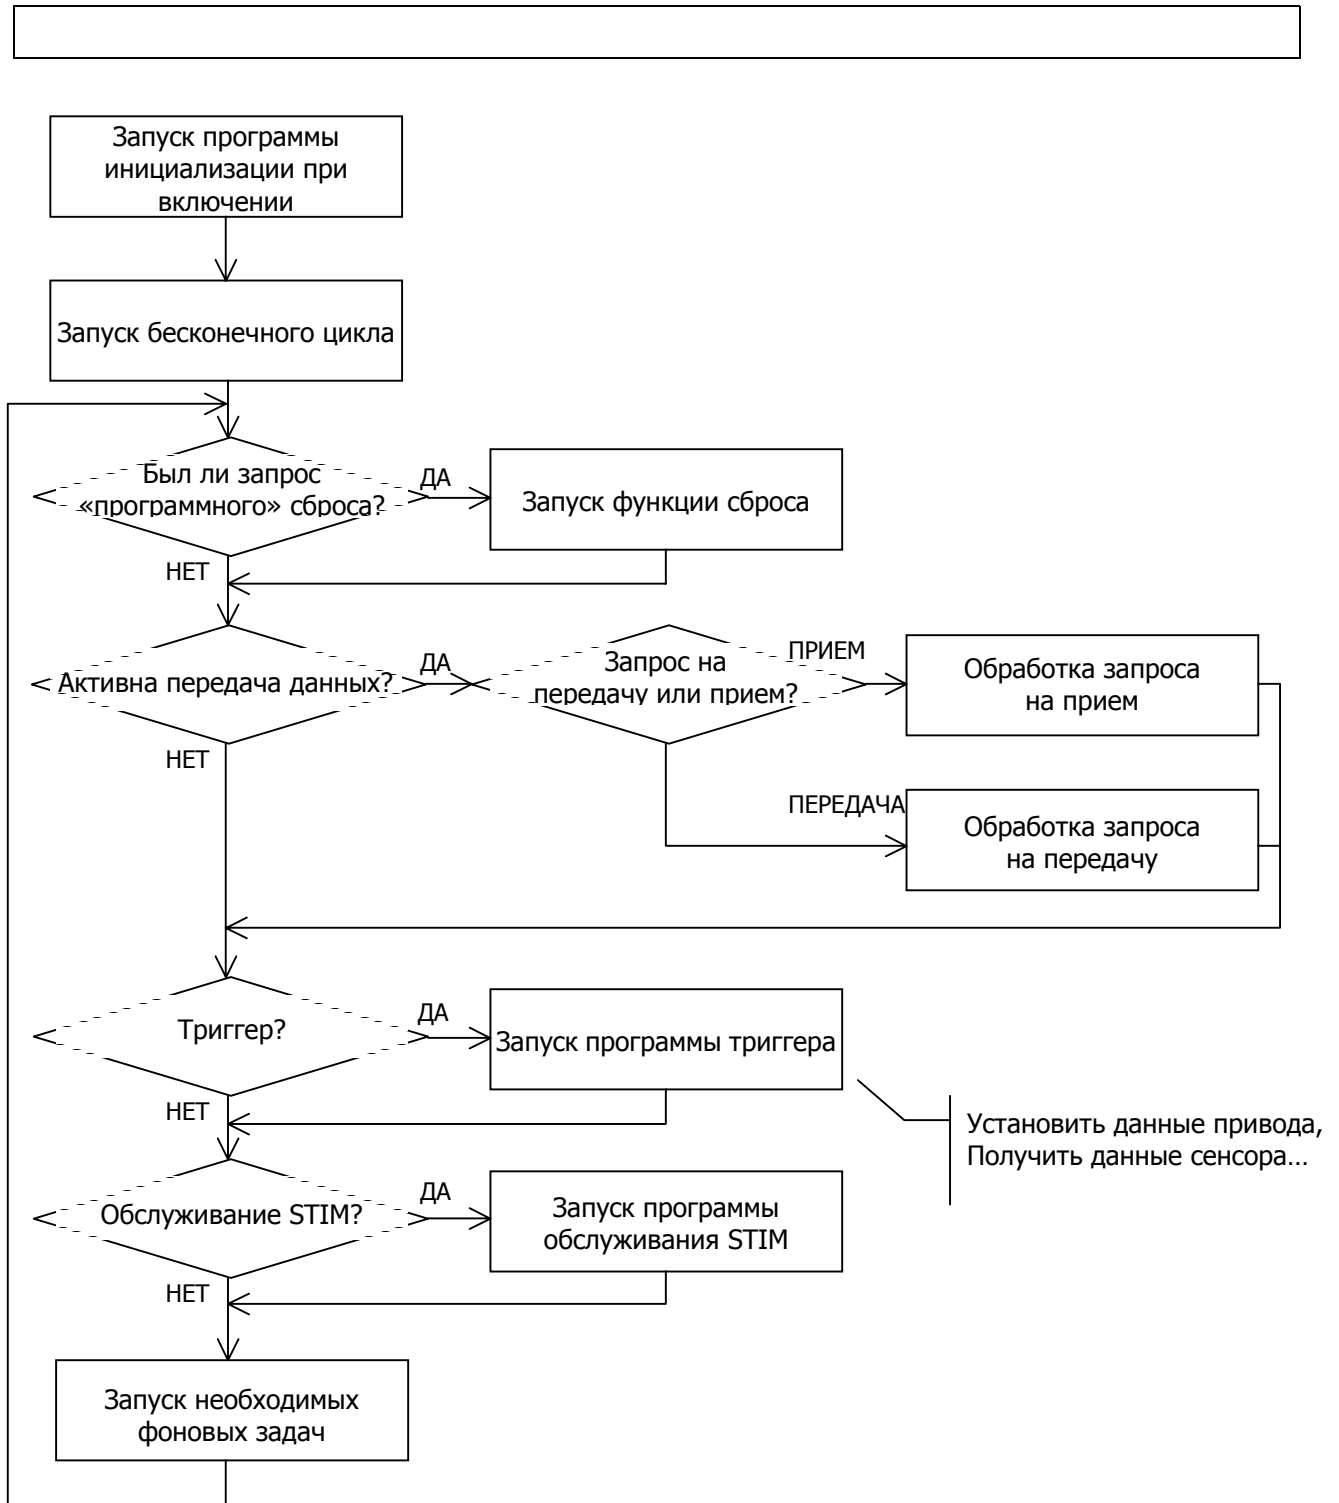 Запуск программы
инициализации при
включении
Запуск бесконечного цикла
Был ли запрос
«программного» сброса?
ДА
Запуск функции сброса
НЕТ
Активна передача данных?
ДА
Запрос на
передачу или прием?
ПРИЕМ
Обработка запроса
на прием
НЕТ
ПЕРЕДАЧА
Обработка запроса
на передачу
Триггер?
ДА
Запуск программы триггера
НЕТ
Установить данные привода,
Получить данные сенсора...
Обслуживание STIM?
ДА
Запуск программы
обслуживания STIM
НЕТ
Запуск необходимых
фоновых задач